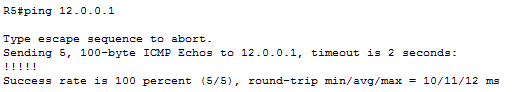 R5#ping 12.0.0.1
Type escape sequence to abort.
Sending 5, 100-byte ICMP Echos to 12.0.0.1, timeout is 2 seconds:
!!!!!
Success rate is 100 percent (5/5), round-trip min/avg/max = 10/11/12 ms